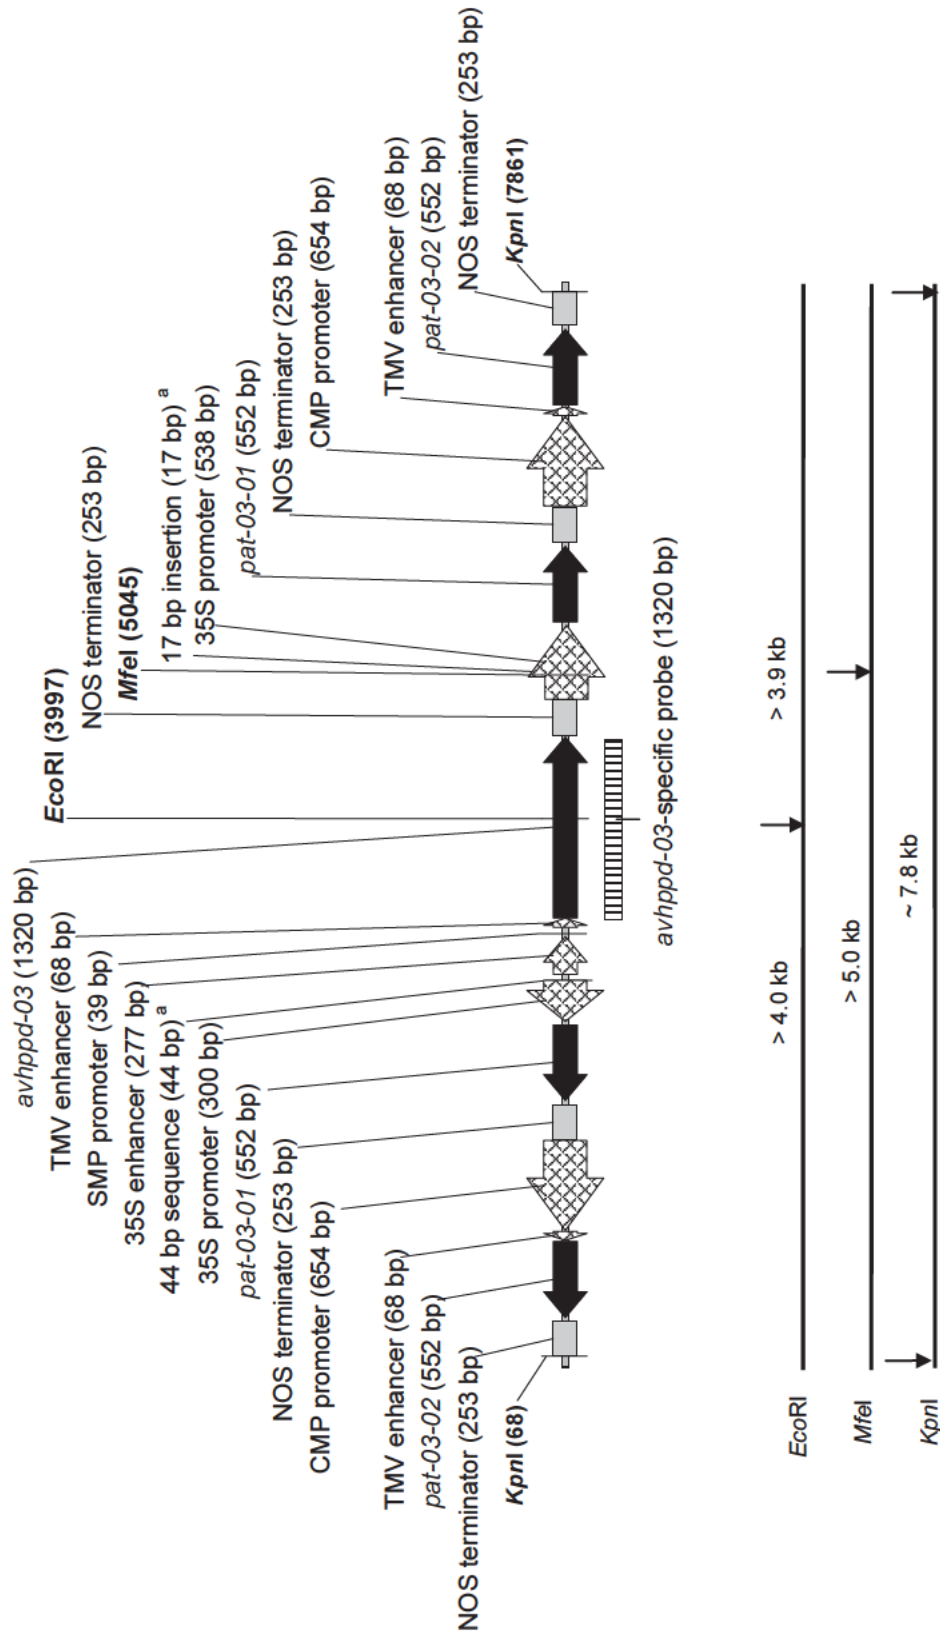 avhppd-03 (1320 bp)
TMV enhancer (68 bp)
SMP promoter (39 bp)
35S enhancer (277 bp)
44 bp sequence (44 bp) a
35S promoter (300 bp)
pat-03-01 (552 bp)
NOS terminator (253 bp)
CMP promoter (654 bp)
TMV enhancer (68 bp)
pat-03-02 (552 bp)
NOS terminator (253 bp)
KpnI (68)
EcoRI (3997)
NOS terminator (253 bp)
MfeI (5045)
17 bp insertion (17 bp) a
35S promoter (538 bp)
pat-03-01 (552 bp)
NOS terminator (253 bp)
CMP promoter (654 bp)
TMV enhancer (68 bp)
pat-03-02 (552 bp)
NOS terminator (253 bp)
KpnI (7861)
avhppd-03-specific probe (1320 bp)
> 4.0 kb
> 3.9 kb
EcoRI
> 5.0 kb
MfeI
~ 7.8 kb
KpnI